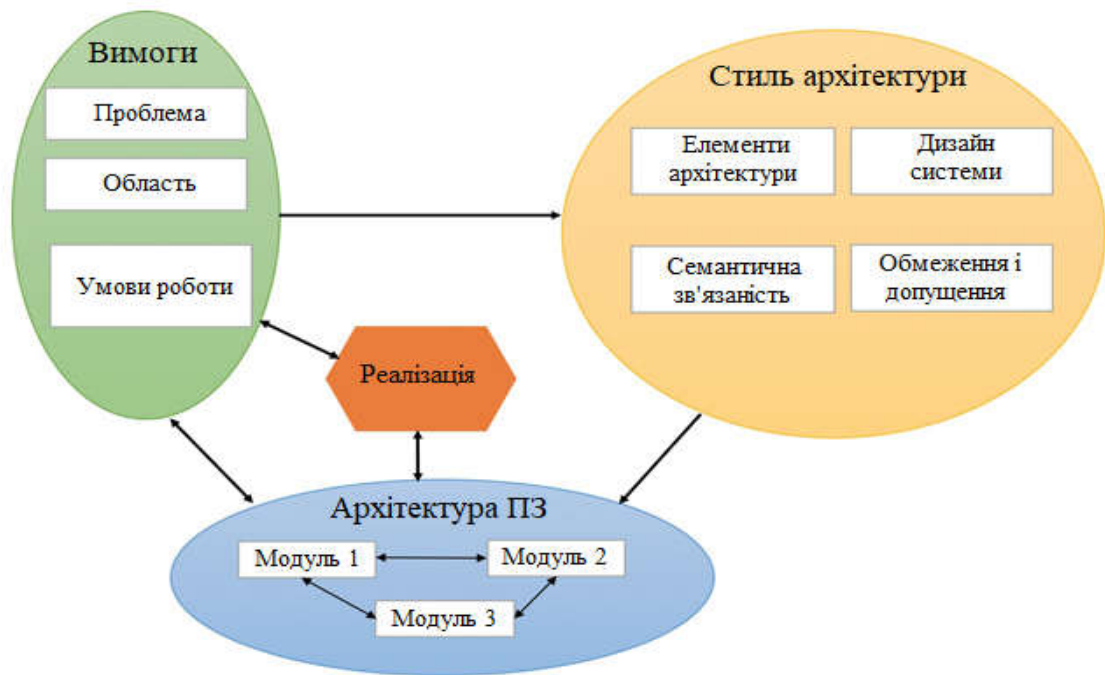 Вимоги
Проблема
Область
Умови роботи
Стиль архітектури
Елементи
архітектури
Дизайн
системи
Семантична
зв'язаність
Обмеження і
допущення
Реалізація
Архітектура ПЗ
Модуль 1
Модуль 2
Модуль 3